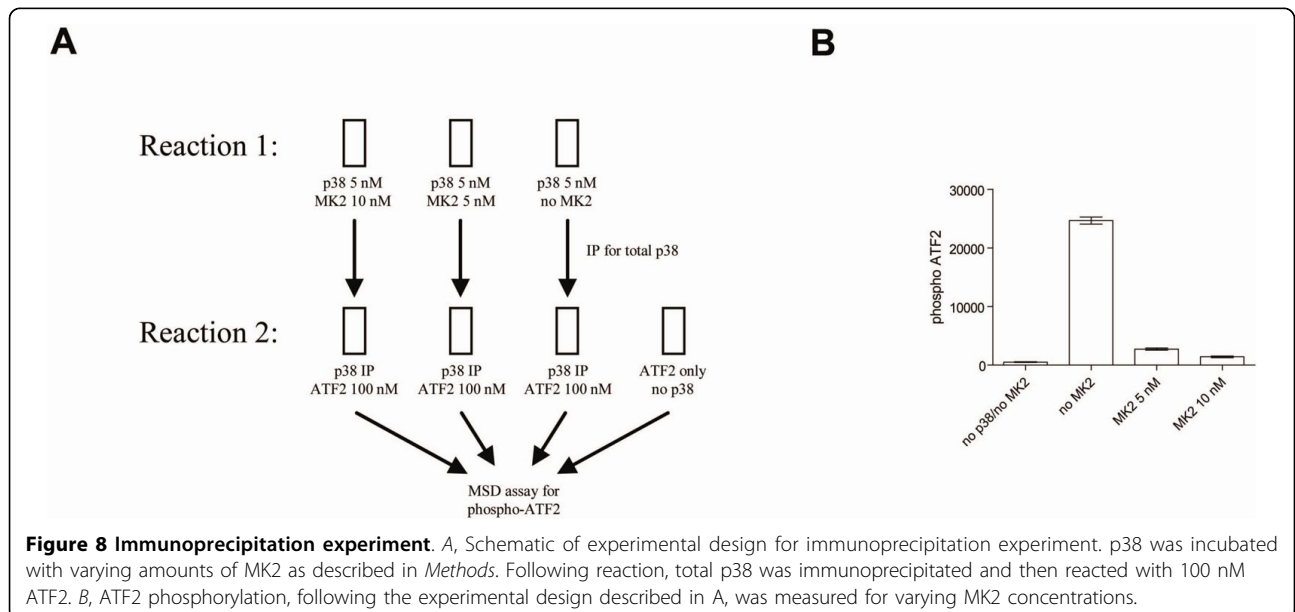 A
B
Reaction 1:
p38 5 nM
MK2 10 nM
p38 5 nM
MK2 5 nM
p38 5 nM
no MK2
IP for total p38
Reaction 2:
p38 IP
ATF2 100 nM
p38 IP
ATF2 100 nM
p38 IP
ATF2 100 nM
ATF2 only
no p38
MSD assay for
phospho-ATF2
phospho ATF2
30000
20000
10000
0
no p38/no MK2
no MK2
MK2 5 nM
MK2 10 nM
Figure 8 Immunoprecipitation experiment. A, Schematic of experimental design for immunoprecipitation experiment. p38 was incubated
with varying amounts of MK2 as described in Methods. Following reaction, total p38 was immunoprecipitated and then reacted with 100 nM
ATF2. B, ATF2 phosphorylation, following the experimental design described in A, was measured for varying MK2 concentrations.